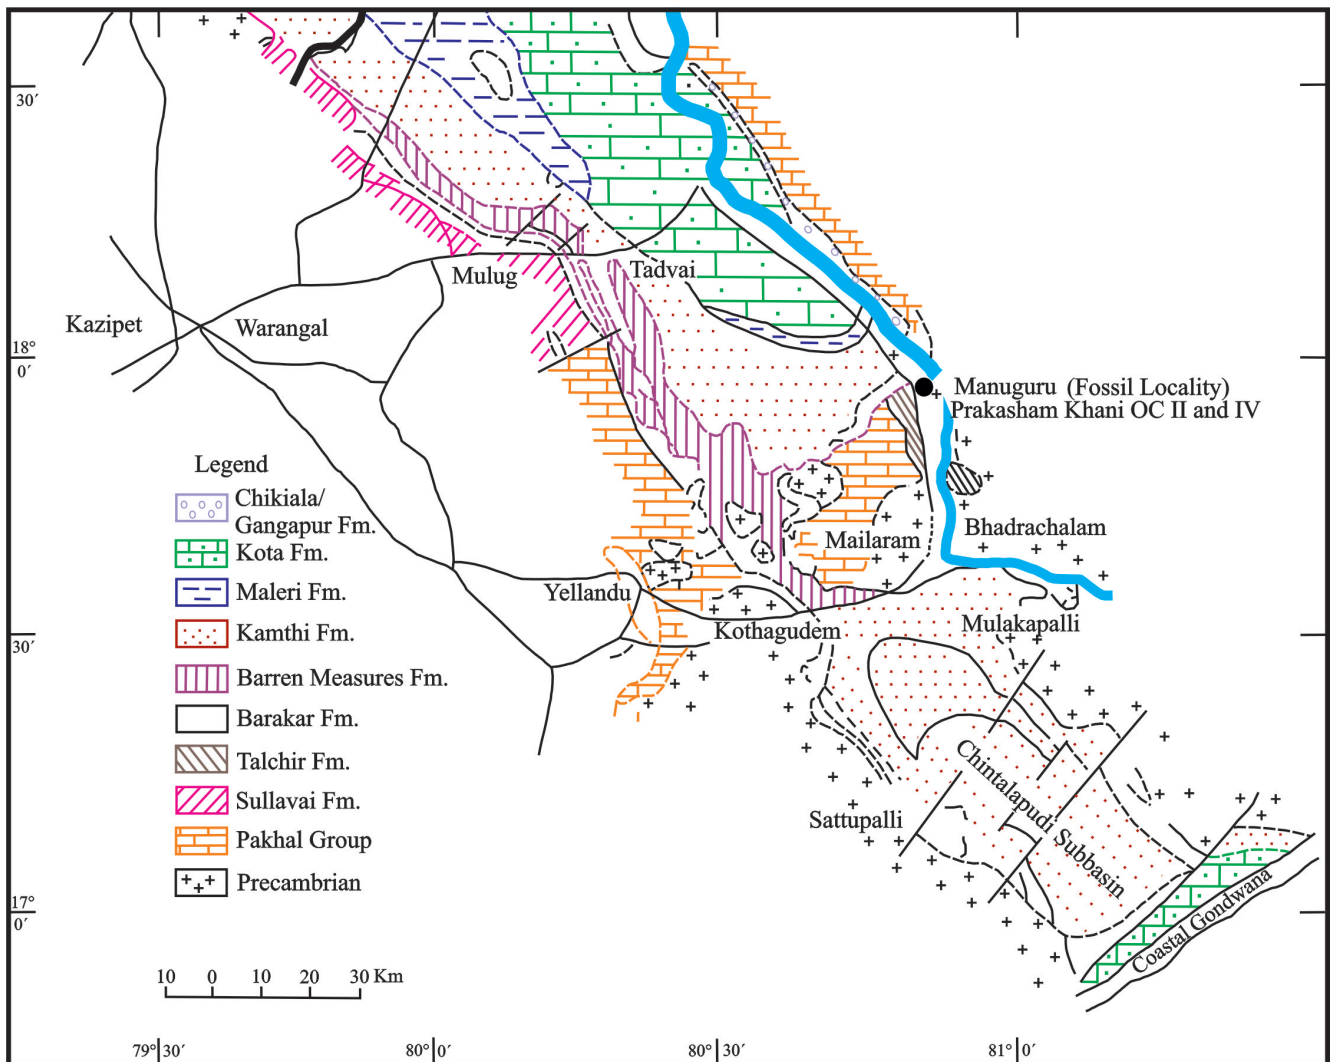 30′
18°
0′
30′
17°
0′
Mulug
Tadvai
Kazipet
Warangal
Manuguru (Fossil Locality)
Prakasham Khani OC II and IV
Mailaram
Bhadrachalam
Yellandu
Kothagudem
Mulakapalli
Sattupalli
Chintalapudi Subbasin
Coastal Gondwana
Legend
Chikiala/
Gangapur Fm.
Kota Fm.
Maleri Fm.
Kamthi Fm.
Barren Measures Fm.
Barakar Fm.
Talchir Fm.
Sullavai Fm.
Pakhal Group
Precambrian
10 0 10 20 30 Km
79°30′ 80°0′ 80°30′ 81°0′